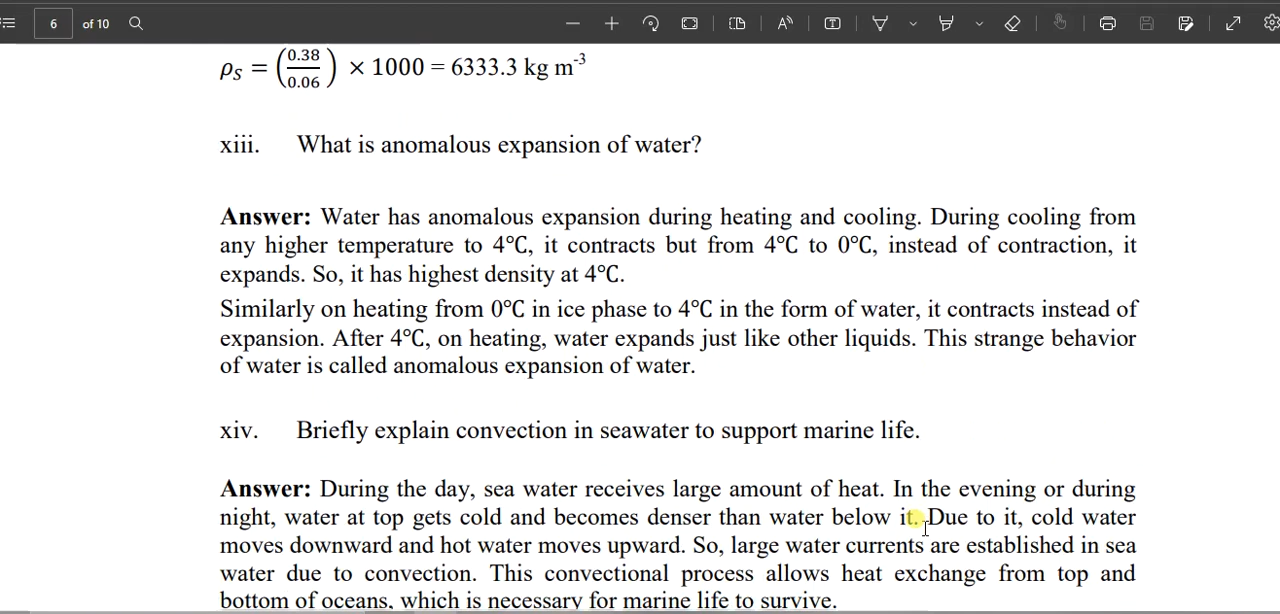 6 of 10
ρS = (0.38/0.06) × 1000 = 6333.3 kg m-3
xiii. What is anomalous expansion of water?
Answer: Water has anomalous expansion during heating and cooling. During cooling from
any higher temperature to 4°C, it contracts but from 4°C to 0°C, instead of contraction, it
expands. So, it has highest density at 4°C.
Similarly on heating from 0°C in ice phase to 4°C in the form of water, it contracts instead of
expansion. After 4°C, on heating, water expands just like other liquids. This strange behavior
of water is called anomalous expansion of water.
xiv. Briefly explain convection in seawater to support marine life.
Answer: During the day, sea water receives large amount of heat. In the evening or during
night, water at top gets cold and becomes denser than water below it. Due to it, cold water
moves downward and hot water moves upward. So, large water currents are established in sea
water due to convection. This convectional process allows heat exchange from top and
bottom of oceans, which is necessary for marine life to survive.